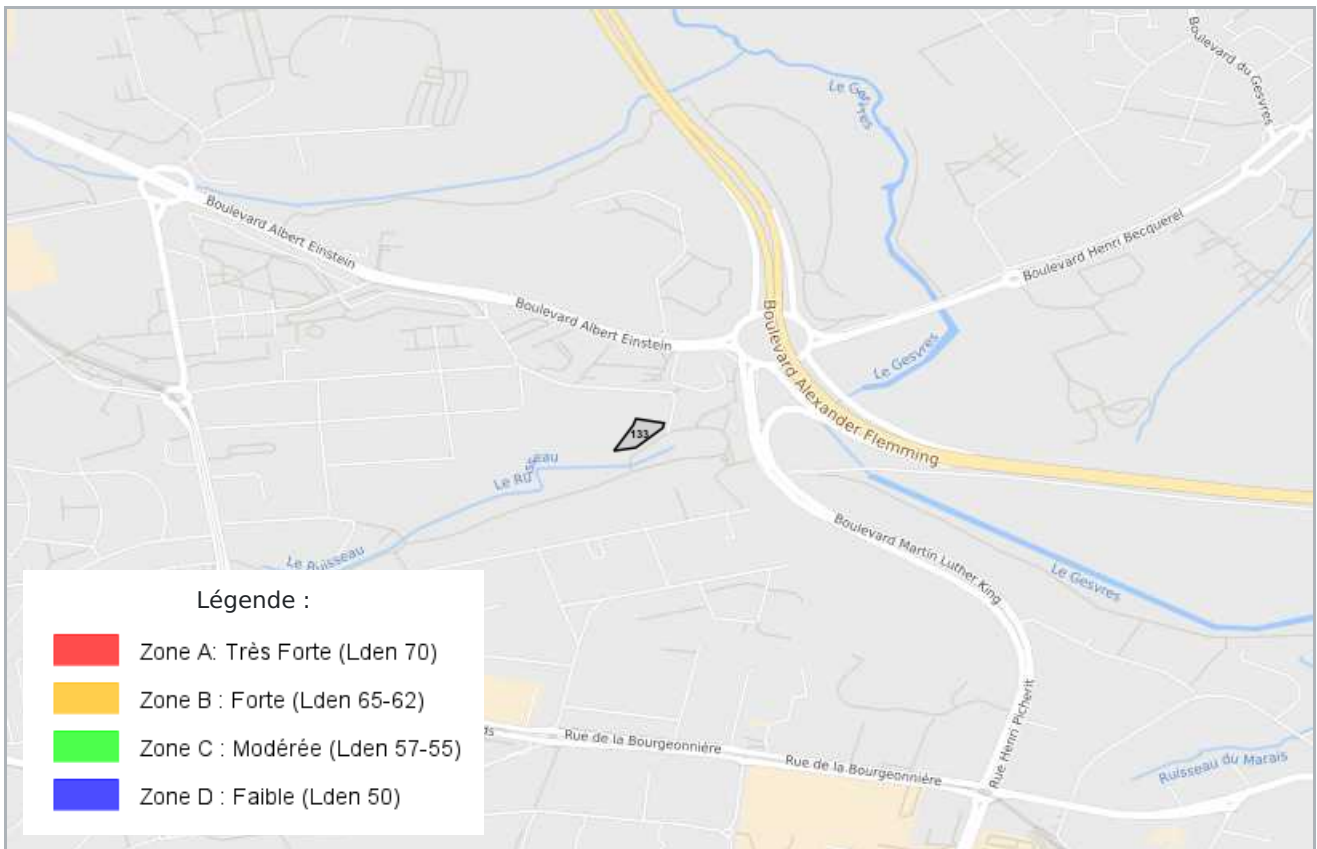 Boulevard du Gesvres
Le Gesvres
Boulevard Albert Einstein
Boulevard Henri Becquerel
Boulevard Albert Einstein
Boulevard Alexander Flemming
Le Gesvres
133
Le Ruisseau
Boulevard Martin Luther King
Le Ruisseau
Le Gesvres
Légende :
Zone A: Très Forte (Lden 70)
Zone B : Forte (Lden 65-62)
Zone C : Modérée (Lden 57-55)
Zone D : Faible (Lden 50)
ds
Rue de la Bourgeonnière
Rue de la Bourgeonnière
Rue Henri Picherit
Ruisseau du Marais